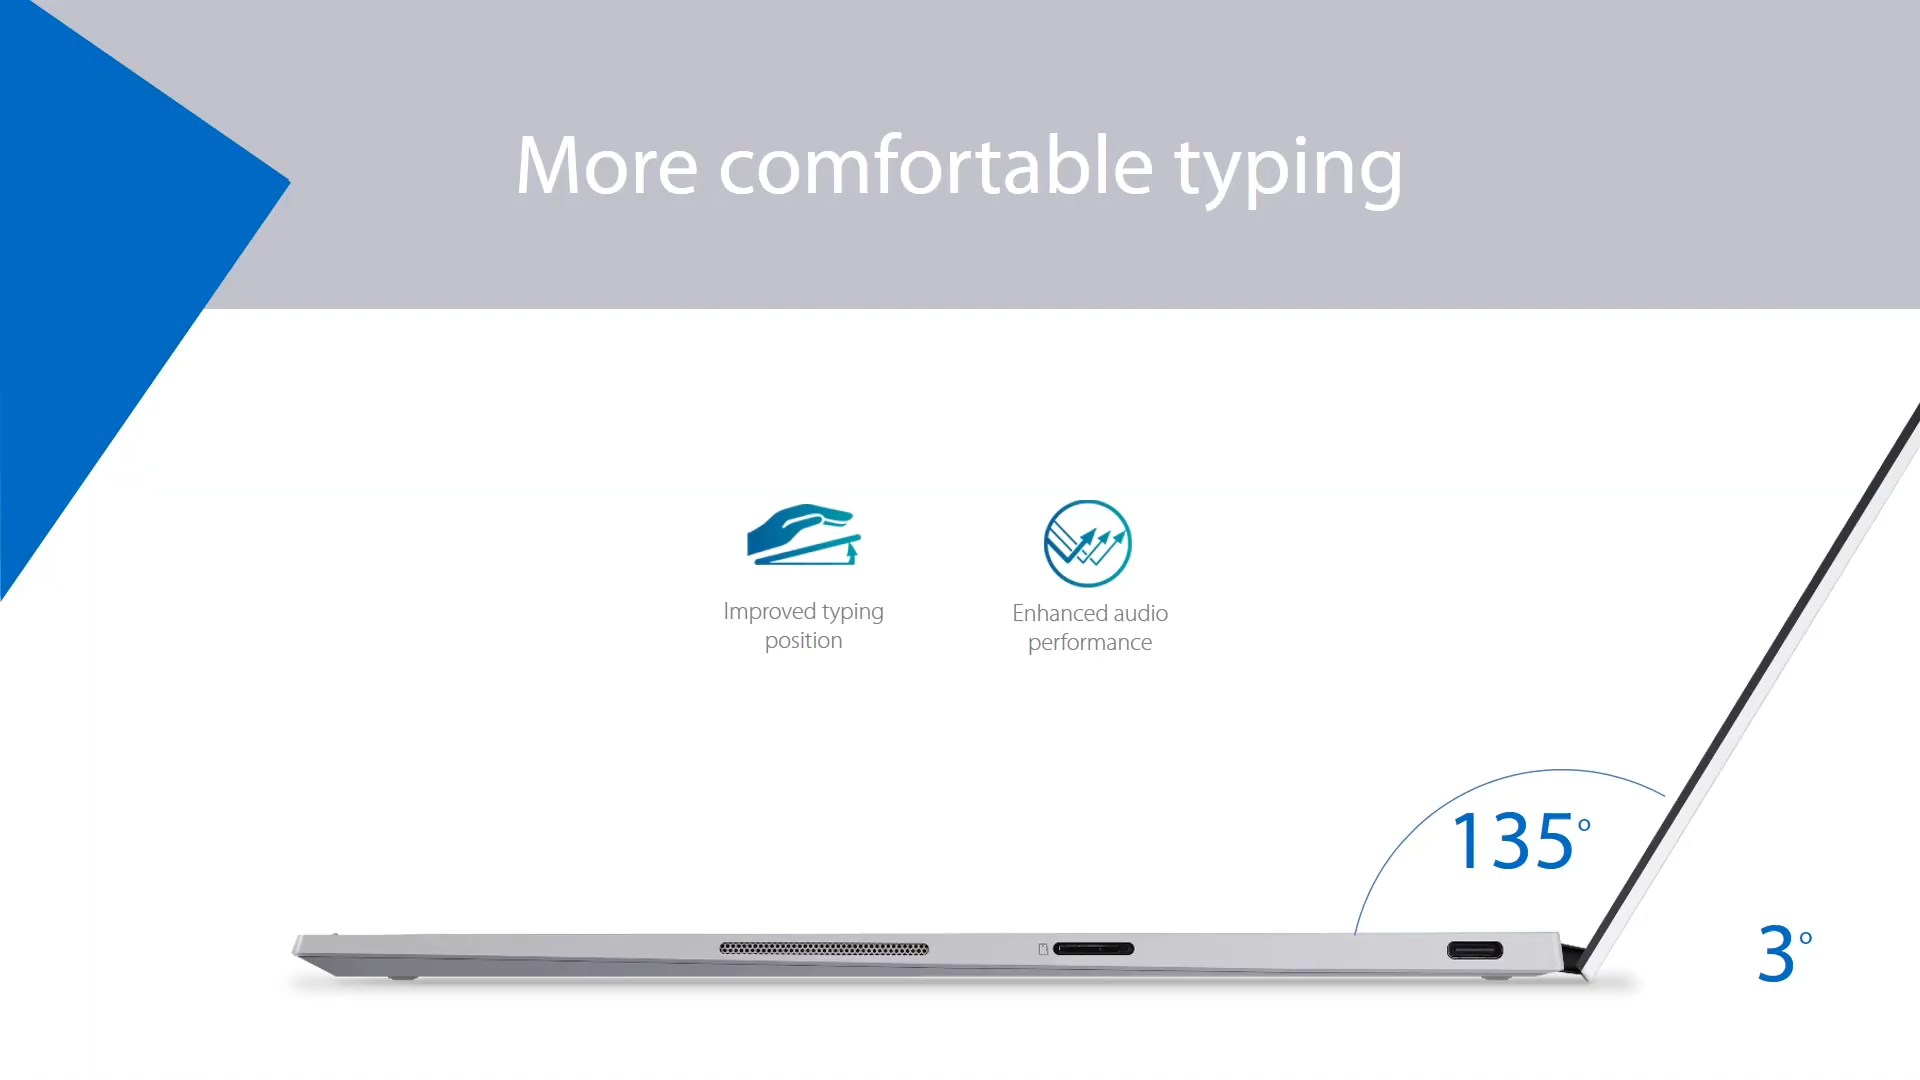 More comfortable typing
Improved typing
position
Enhanced audio
performance
135°
3°